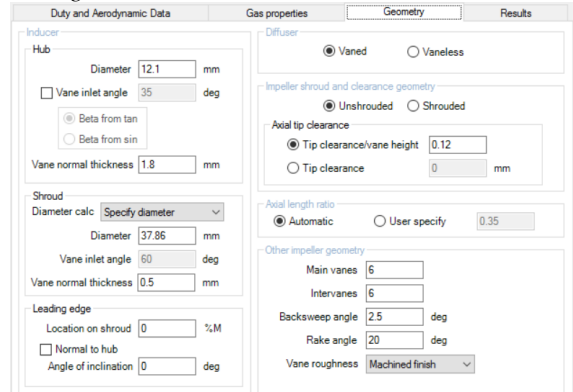 Duty and Aerodynamic Data Gas properties Geometry Results
Inducer
Hub
Diameter 12.1 mm
Vane inlet angle 35 deg
Beta from tan
Beta from sin
Vane normal thickness 1.8 mm
Shroud
Diameter calc Specify diameter
Diameter 37.86 mm
Vane inlet angle 60 deg
Vane normal thickness 0.5 mm
Leading edge
Location on shroud 0 %M
Normal to hub
Angle of inclination 0 deg
Diffuser
Vaned Vaneless
Impeller shroud and clearance geometry
Unshrouded Shrouded
Axial tip clearance
Tip clearance/vane height 0.12
Tip clearance 0 mm
Axial length ratio
Automatic User specify 0.35
Other impeller geometry
Main vanes 6
Intervanes 6
Backsweep angle 2.5 deg
Rake angle 20 deg
Vane roughness Machined finish